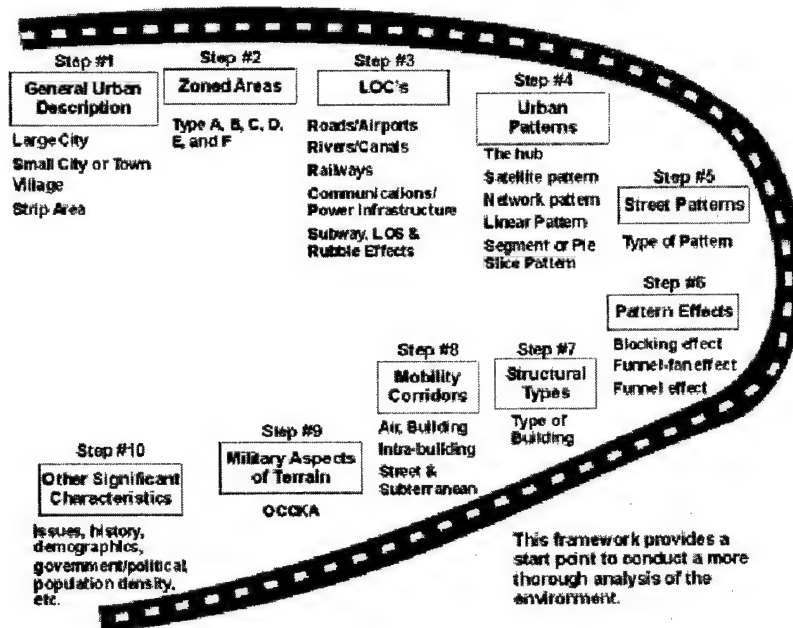 Step #1
General Urban
Description
Large City
Small City or Town
Village
Strip Area
Step #2
Zoned Areas
Type A, B, C, D,
E, and F
Step #3
LOC's
Roads/Airports
Rivers/Canals
Railways
Communications/
Power Infrastructure
Subway, LOS &
Rubble Effects
Step #4
Urban
Patterns
The hub
Satellite pattern
Network pattern
Linear Pattern
Segment or Pie
Slice Pattern
Step #5
Street Patterns
Type of Pattern
Step #6
Pattern Effects
Blocking effect
Funnel-fan effect
Funnel effect
Step #7
Structural
Types
Type of
Building
Step #8
Mobility
Corridors
Air, Building
Intra-building
Street &
Subterranean
Step #9
Military Aspects
of Terrain
OCOKA
Step #10
Other Significant
Characteristics
Issues, history,
demographics,
government/political,
population density,
etc.
This framework provides a
start point to conduct a more
thorough analysis of the
environment.